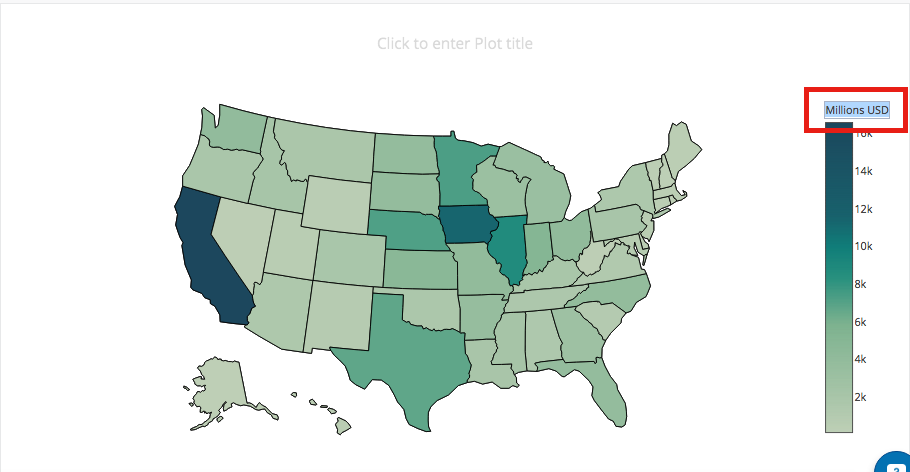 Click to enter Plot title
Millions USD
16k
14k
12k
10k
8k
6k
4k
2k